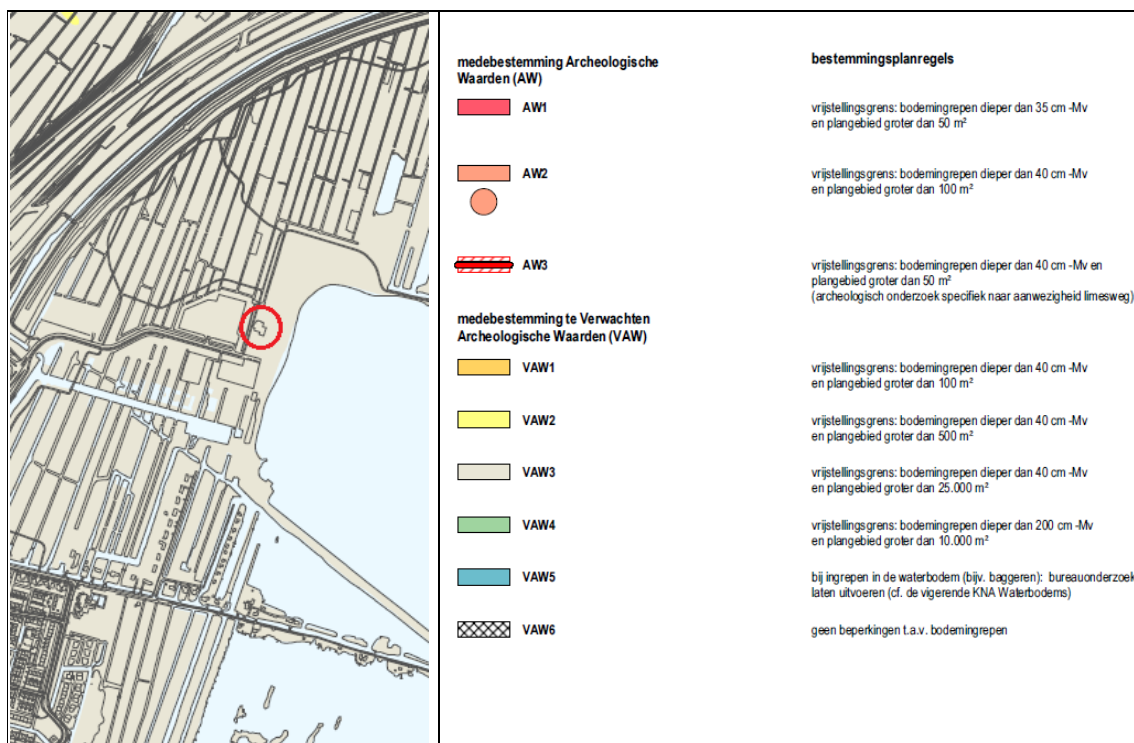 medebestemming Archeologische
Waarden (AW)
bestemmingsplanregels
AW1
vrijstellingsgrens: bodemingrepen dieper dan 35 cm -Mv
en plangebied groter dan 50 m²
AW2
vrijstellingsgrens: bodemingrepen dieper dan 40 cm -Mv
en plangebied groter dan 100 m²
AW3
vrijstellingsgrens: bodemingrepen dieper dan 40 cm -Mv en
plangebied groter dan 50 m²
(archeologisch onderzoek specifiek naar aanwezigheid limesweg)
medebestemming te Verwachten
Archeologische Waarden (VAW)
VAW1
vrijstellingsgrens: bodemingrepen dieper dan 40 cm -Mv
en plangebied groter dan 100 m²
VAW2
vrijstellingsgrens: bodemingrepen dieper dan 40 cm -Mv
en plangebied groter dan 500 m²
VAW3
vrijstellingsgrens: bodemingrepen dieper dan 40 cm -Mv
en plangebied groter dan 25.000 m²
VAW4
vrijstellingsgrens: bodemingrepen dieper dan 200 cm -Mv
en plangebied groter dan 10.000 m²
VAW5
bij ingrepen in de waterbodem (bijv. baggeren): bureauonderzoek
laten uitvoeren (cf. de vigerende KNA Waterbodems)
VAW6
geen beperkingen t.a.v. bodemingrepen